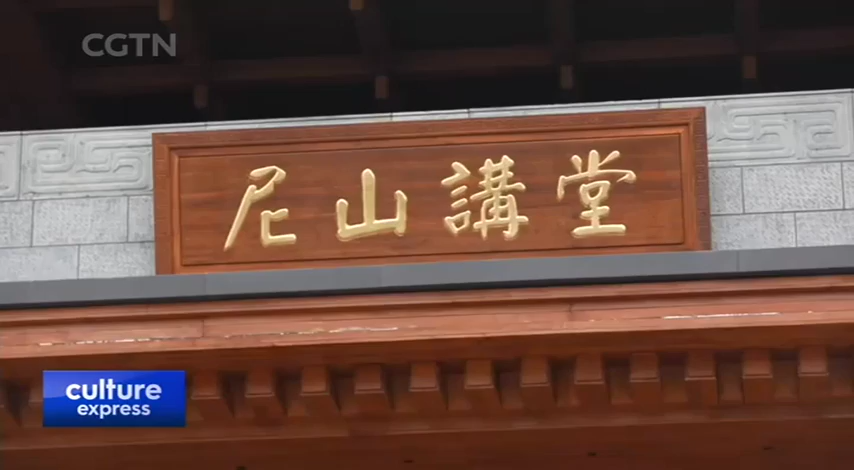 CGTN
尼山講堂
culture
express